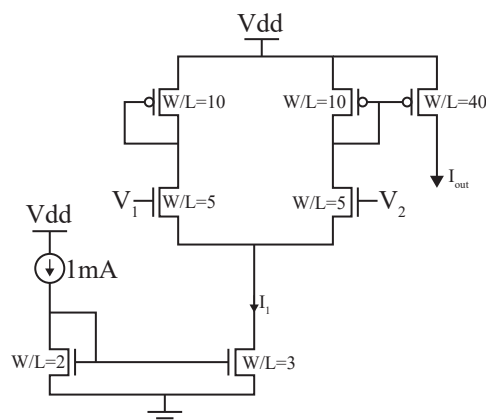 Vdd
W/L=10
W/L=10
W/L=40
V1
W/L=5
W/L=5
V2
Iout
Vdd
1mA
I1
W/L=2
W/L=3